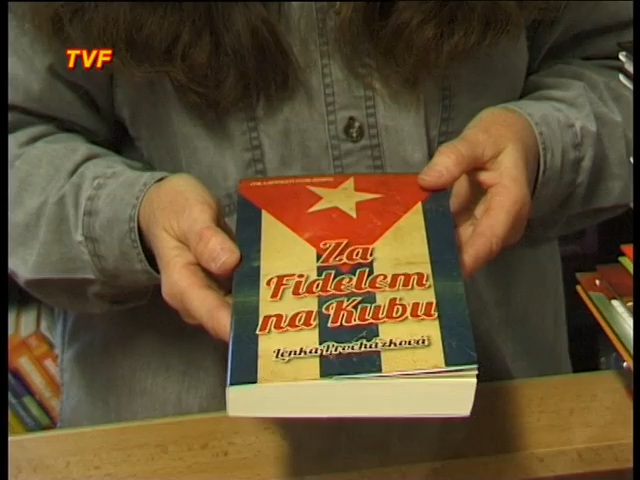 TVF
Za
Fidelem
na Kubu
Lenka Procházková